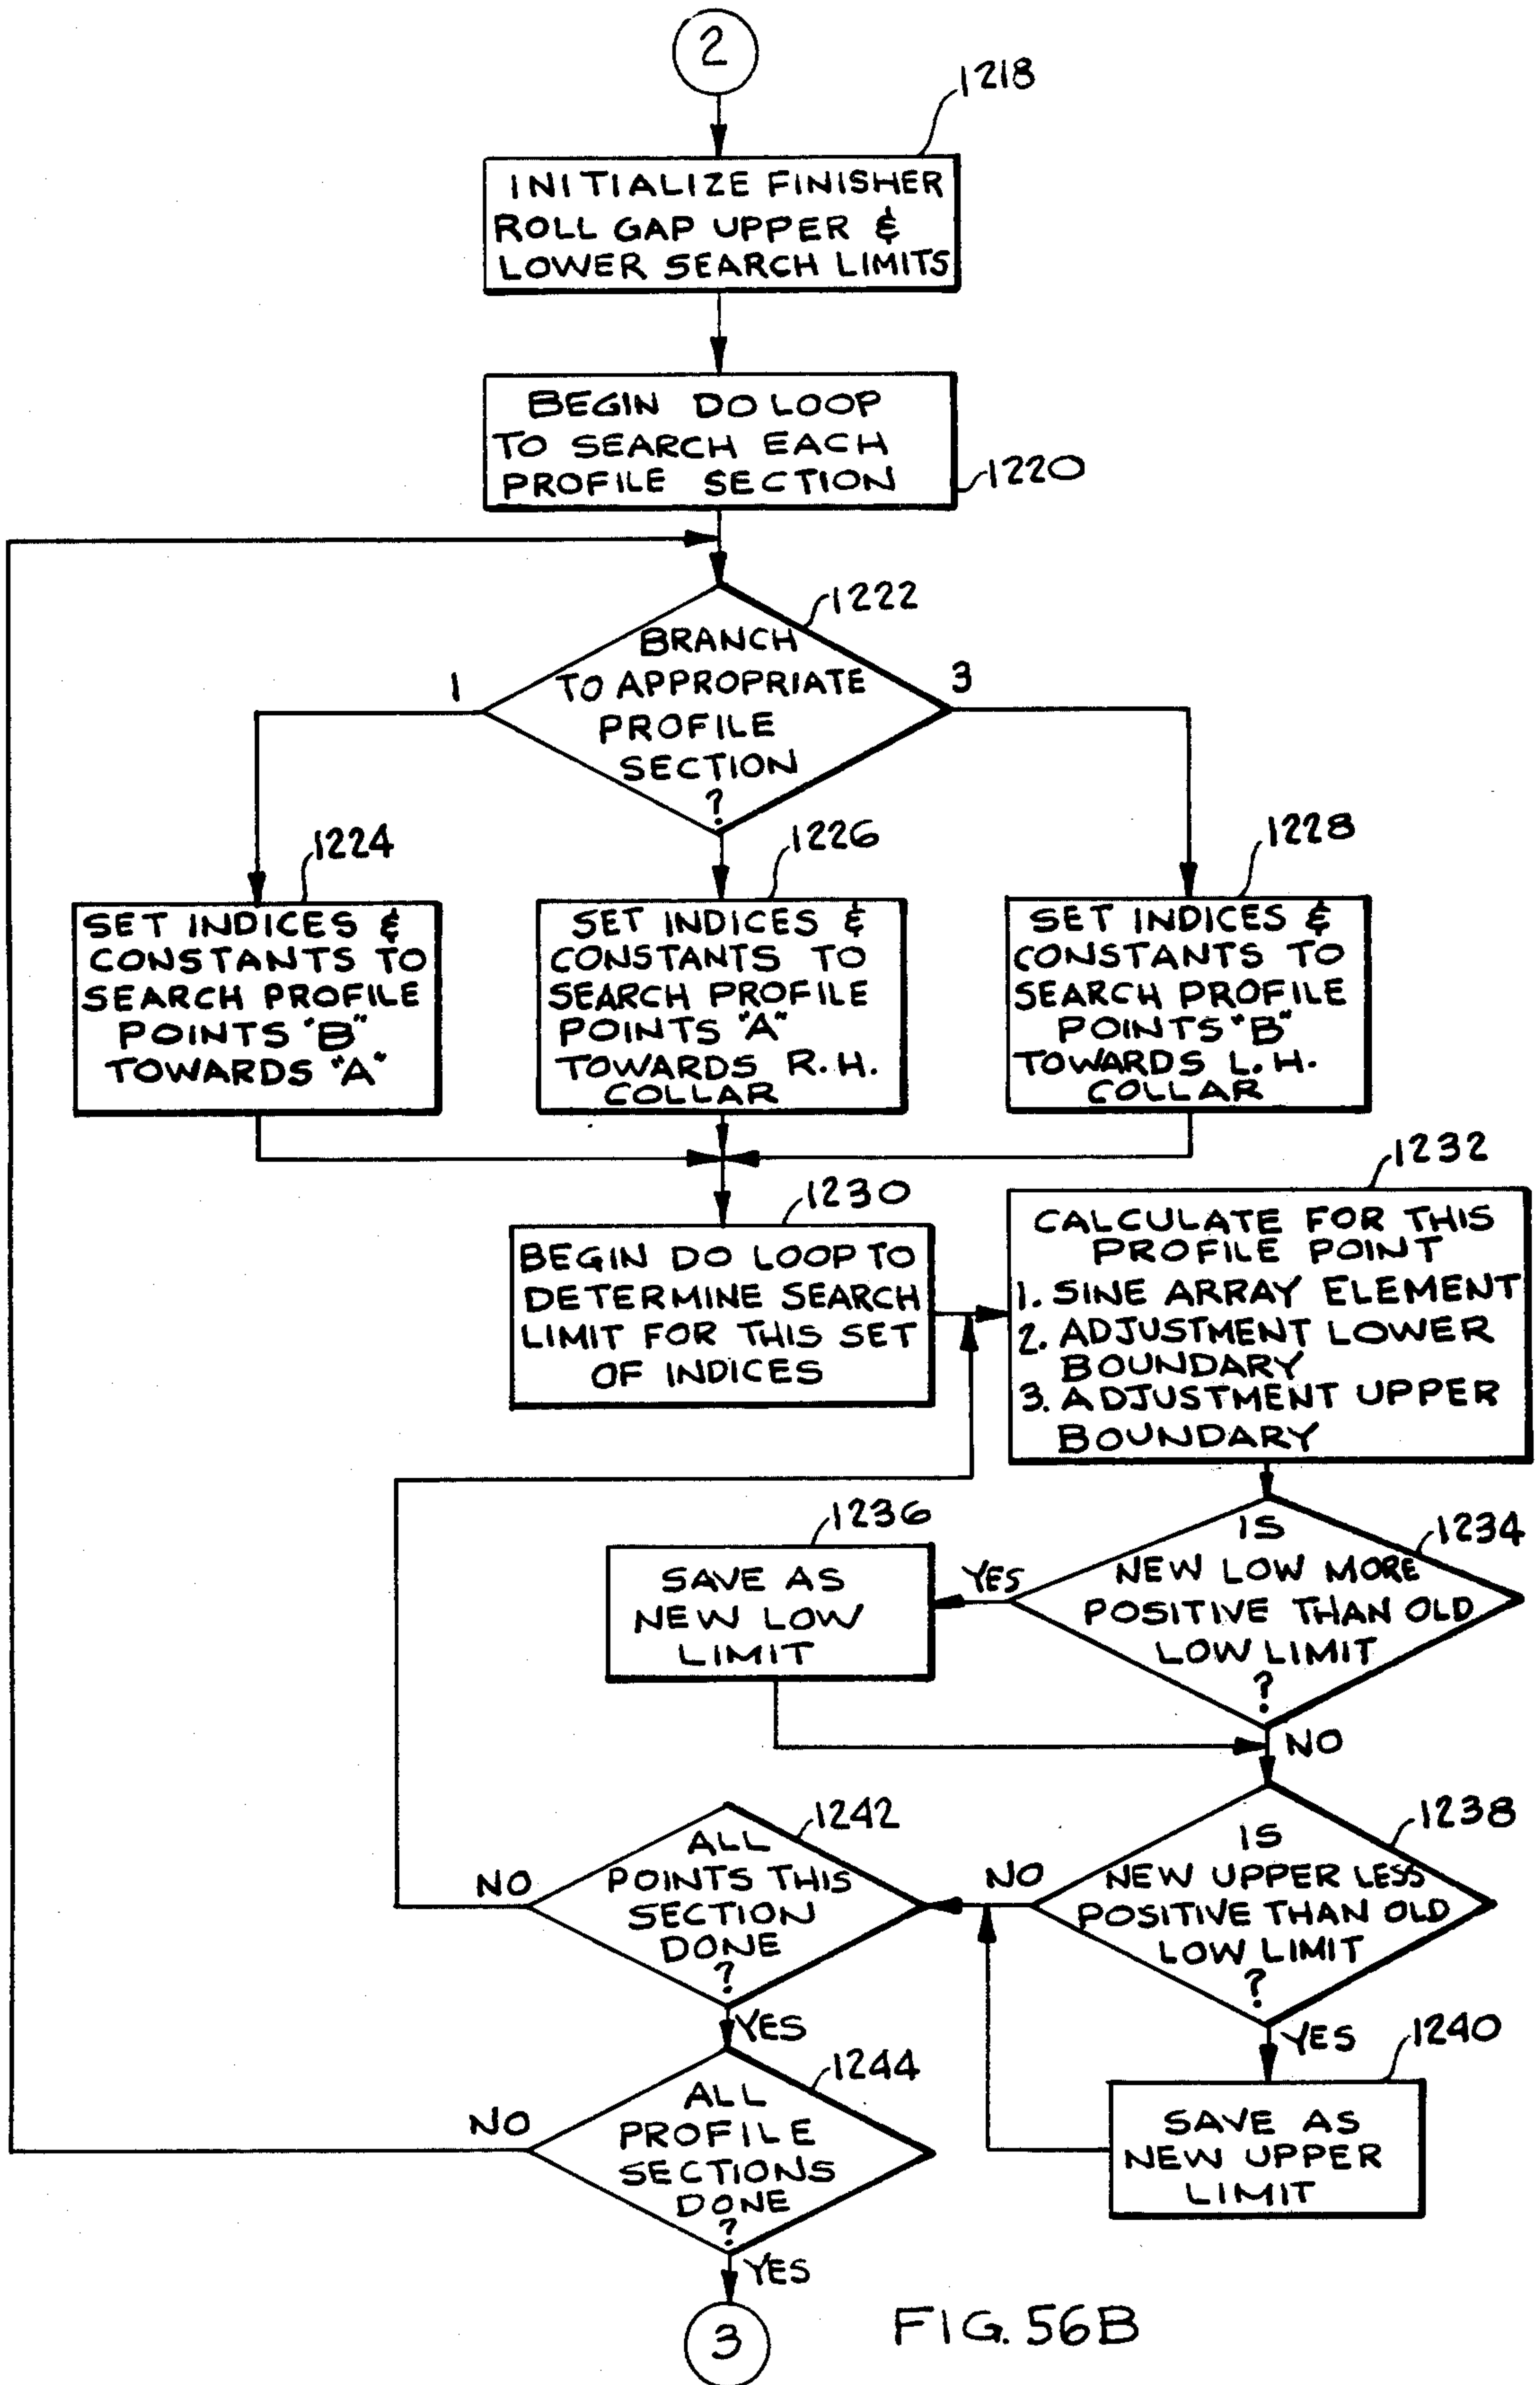 2
1218
INITIALIZE FINISHER
ROLL GAP UPPER &
LOWER SEARCH LIMITS
BEGIN DO LOOP
TO SEARCH EACH
PROFILE SECTION
1220
1222
BRANCH
TO APPROPRIATE
PROFILE
SECTION
?
1
3
1224
SET INDICES &
CONSTANTS TO
SEARCH PROFILE
POINTS "B"
TOWARDS "A"
1226
SET INDICES &
CONSTANTS TO
SEARCH PROFILE
POINTS "A"
TOWARDS R.H.
COLLAR
1228
SET INDICES &
CONSTANTS TO
SEARCH PROFILE
POINTS "B"
TOWARDS L.H.
COLLAR
1230
BEGIN DO LOOP TO
DETERMINE SEARCH
LIMIT FOR THIS SET
OF INDICES
1232
CALCULATE FOR THIS
PROFILE POINT
1. SINE ARRAY ELEMENT
2. ADJUSTMENT LOWER
BOUNDARY
3. ADJUSTMENT UPPER
BOUNDARY
1234
IS
NEW LOW MORE
POSITIVE THAN OLD
LOW LIMIT
?
YES
1236
SAVE AS
NEW LOW
LIMIT
NO
1238
IS
NEW UPPER LESS
POSITIVE THAN OLD
LOW LIMIT
?
NO
YES
1240
SAVE AS
NEW UPPER
LIMIT
1242
ALL
POINTS THIS
SECTION
DONE
?
NO
YES
1244
ALL
PROFILE
SECTIONS
DONE
?
NO
YES
3
FIG. 56B